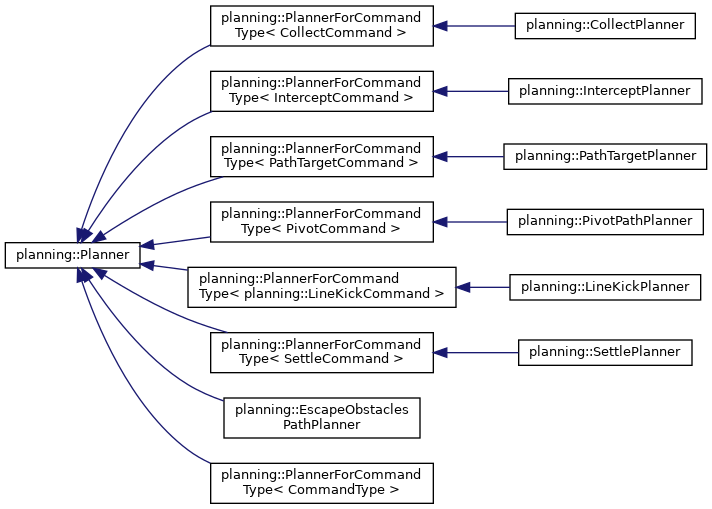 planning::PlannerForCommand
Type< CollectCommand >
planning::CollectPlanner
planning::PlannerForCommand
Type< InterceptCommand >
planning::InterceptPlanner
planning::PlannerForCommand
Type< PathTargetCommand >
planning::PathTargetPlanner
planning::PlannerForCommand
Type< PivotCommand >
planning::PivotPathPlanner
planning::Planner
planning::PlannerForCommand
Type< planning::LineKickCommand >
planning::LineKickPlanner
planning::PlannerForCommand
Type< SettleCommand >
planning::SettlePlanner
planning::EscapeObstacles
PathPlanner
planning::PlannerForCommand
Type< CommandType >